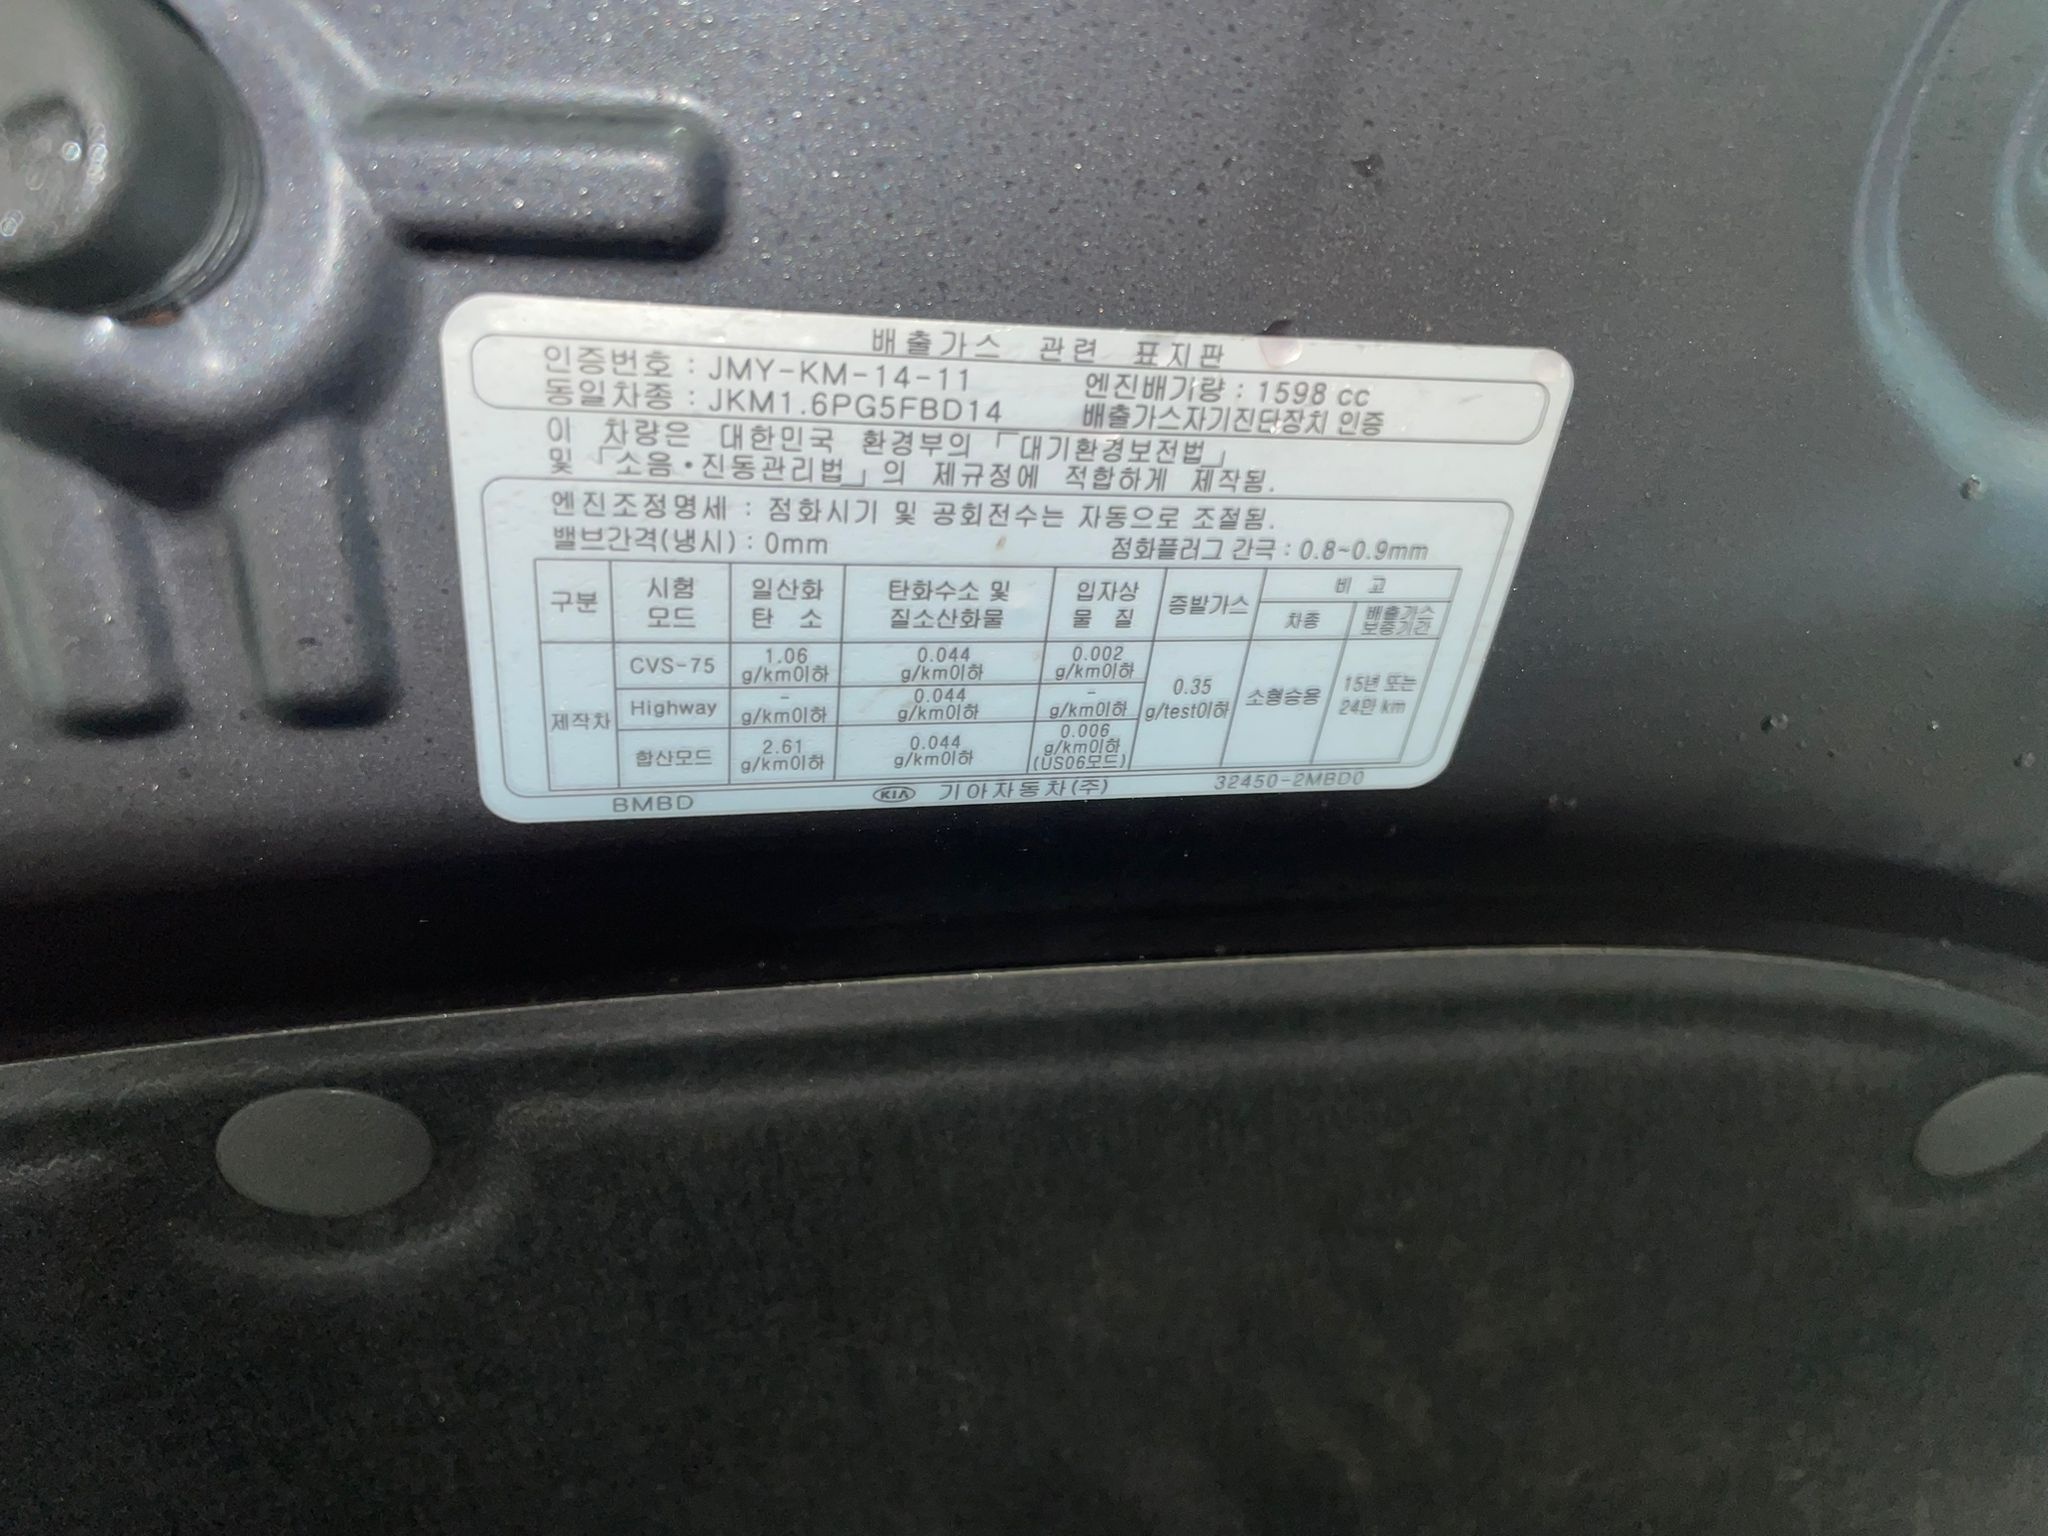 배출가스 관련 표지판
인증번호 : JMY-KM-14-11 엔진배기량 : 1598 cc
동일차종 : JKM1.6PG5FBD14 배출가스자기진단장치 인증
이 차량은 대한민국 환경부의 「대기환경보전법」
및 「소음·진동관리법」의 제규정에 적합하게 제작됨.
엔진조정명세 : 점화시기 및 공회전수는 자동으로 조절됨.
밸브간격(냉시) : 0mm 점화플러그 간극 : 0.8~0.9mm
구분 시험 모드 일산화 탄소 탄화수소 및 질소산화물 입자상 물질 증발가스 비고
차종 배출가스 보증기간
제작차 CVS-75 1.06 g/km이하 0.044 g/km이하 0.002 g/km이하 0.35 g/test이하 소형승용 15년 또는 24만 km
Highway - g/km이하 0.044 g/km이하 - g/km이하
합산모드 2.61 g/km이하 0.044 g/km이하 0.006 g/km이하 (US06모드)
BMBD KIA 기아자동차(주) 32450-2MBD0